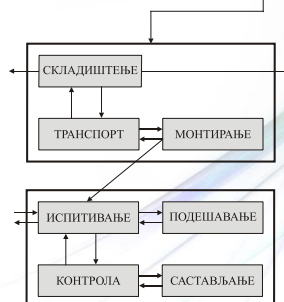 СКЛАДИШТЕЊЕ
ТРАНСПОРТ МОНТИРАЊЕ
ИСПИТИВАЊЕ ПОДЕШАВАЊЕ
КОНТРОЛА САСТАВЉАЊЕ